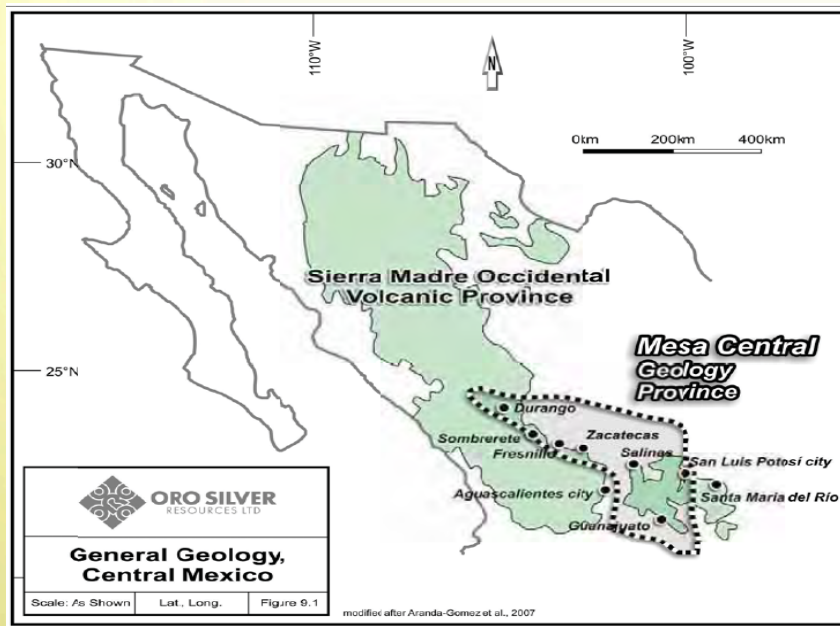 110°W
100°W
N
0km 200km 400km
30°N
Sierra Madre Occidental
Volcanic Province
Mesa Central
Geology
Province
25°N
Durango
Sombrerete
Zacatecas
Fresnillo
Salinas
San Luis Potosí city
Aguascalientes city
Santa María del Río
Guanajuato
ORO SILVER
RESOURCES LTD
General Geology,
Central Mexico
Scale: As Shown Lat., Long. Figure 9.1
modified after Aranda-Gomez et al., 2007